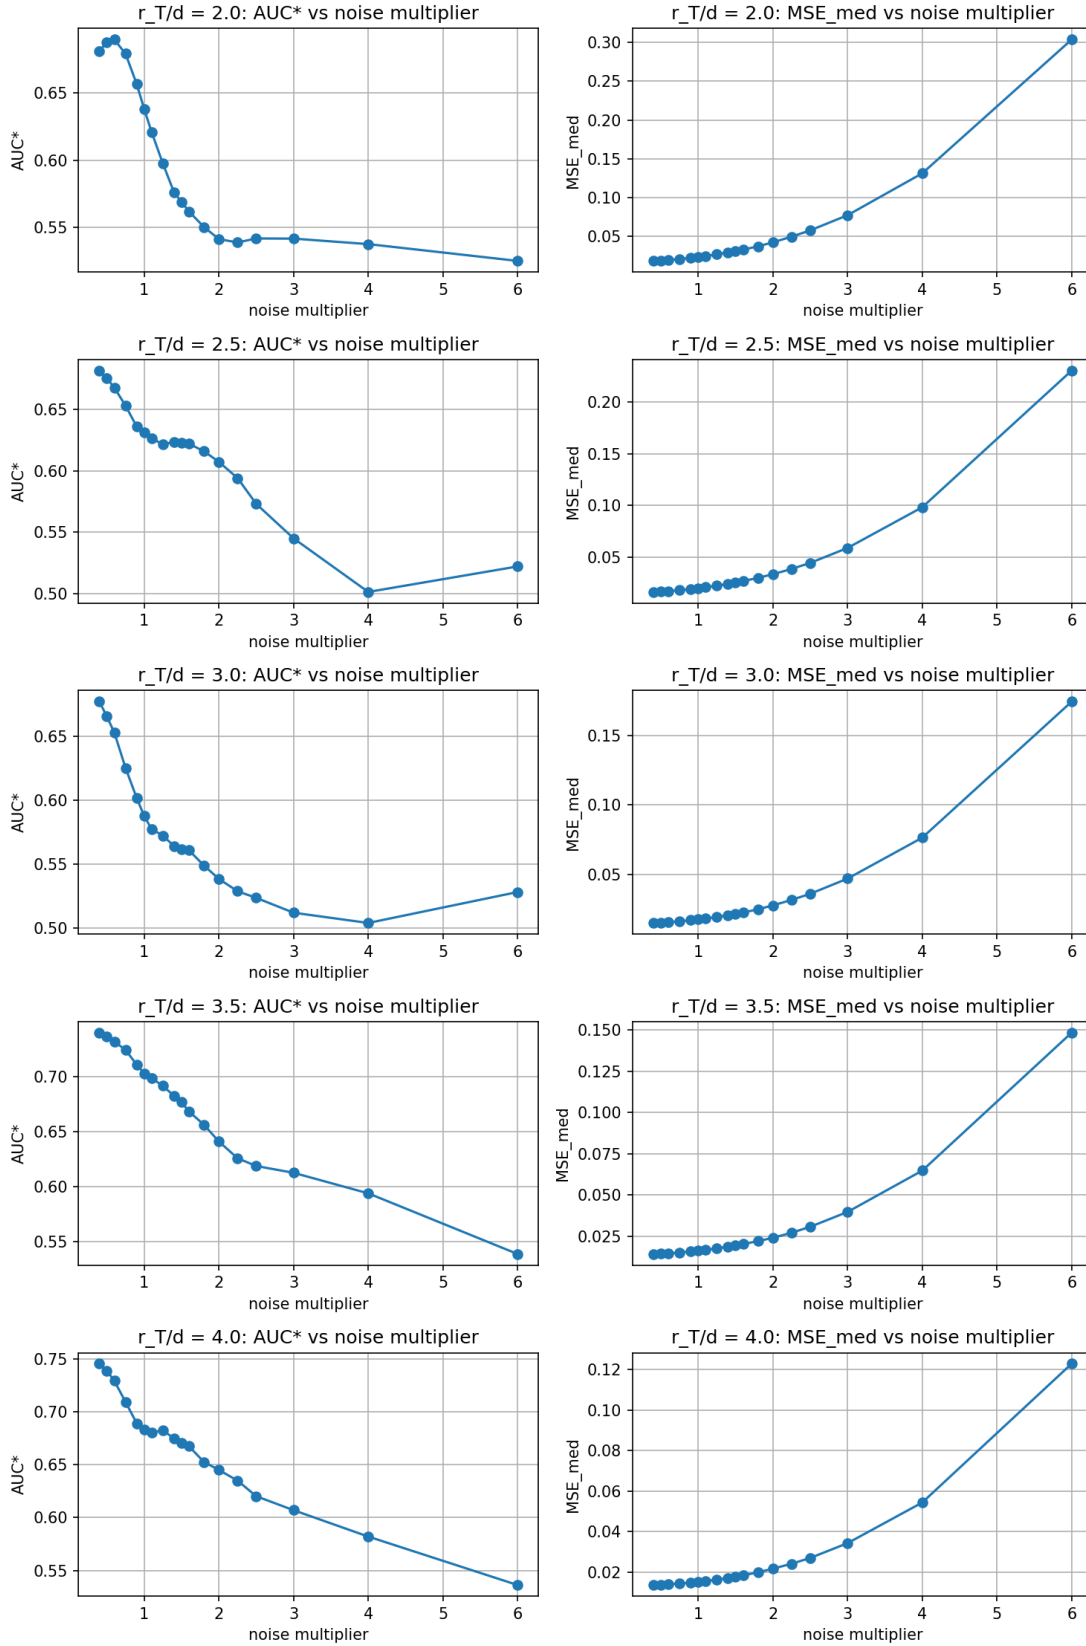 r_T/d = 2.0: AUC* vs noise multiplier
AUC*
0.65
0.60
0.55
1 2 3 4 5 6
noise multiplier
r_T/d = 2.0: MSE_med vs noise multiplier
MSE_med
0.30
0.25
0.20
0.15
0.10
0.05
1 2 3 4 5 6
noise multiplier
r_T/d = 2.5: AUC* vs noise multiplier
AUC*
0.65
0.60
0.55
0.50
1 2 3 4 5 6
noise multiplier
r_T/d = 2.5: MSE_med vs noise multiplier
MSE_med
0.20
0.15
0.10
0.05
1 2 3 4 5 6
noise multiplier
r_T/d = 3.0: AUC* vs noise multiplier
AUC*
0.65
0.60
0.55
0.50
1 2 3 4 5 6
noise multiplier
r_T/d = 3.0: MSE_med vs noise multiplier
MSE_med
0.15
0.10
0.05
1 2 3 4 5 6
noise multiplier
r_T/d = 3.5: AUC* vs noise multiplier
AUC*
0.70
0.65
0.60
0.55
1 2 3 4 5 6
noise multiplier
r_T/d = 3.5: MSE_med vs noise multiplier
MSE_med
0.150
0.125
0.100
0.075
0.050
0.025
1 2 3 4 5 6
noise multiplier
r_T/d = 4.0: AUC* vs noise multiplier
AUC*
0.75
0.70
0.65
0.60
0.55
1 2 3 4 5 6
noise multiplier
r_T/d = 4.0: MSE_med vs noise multiplier
MSE_med
0.12
0.10
0.08
0.06
0.04
0.02
1 2 3 4 5 6
noise multiplier